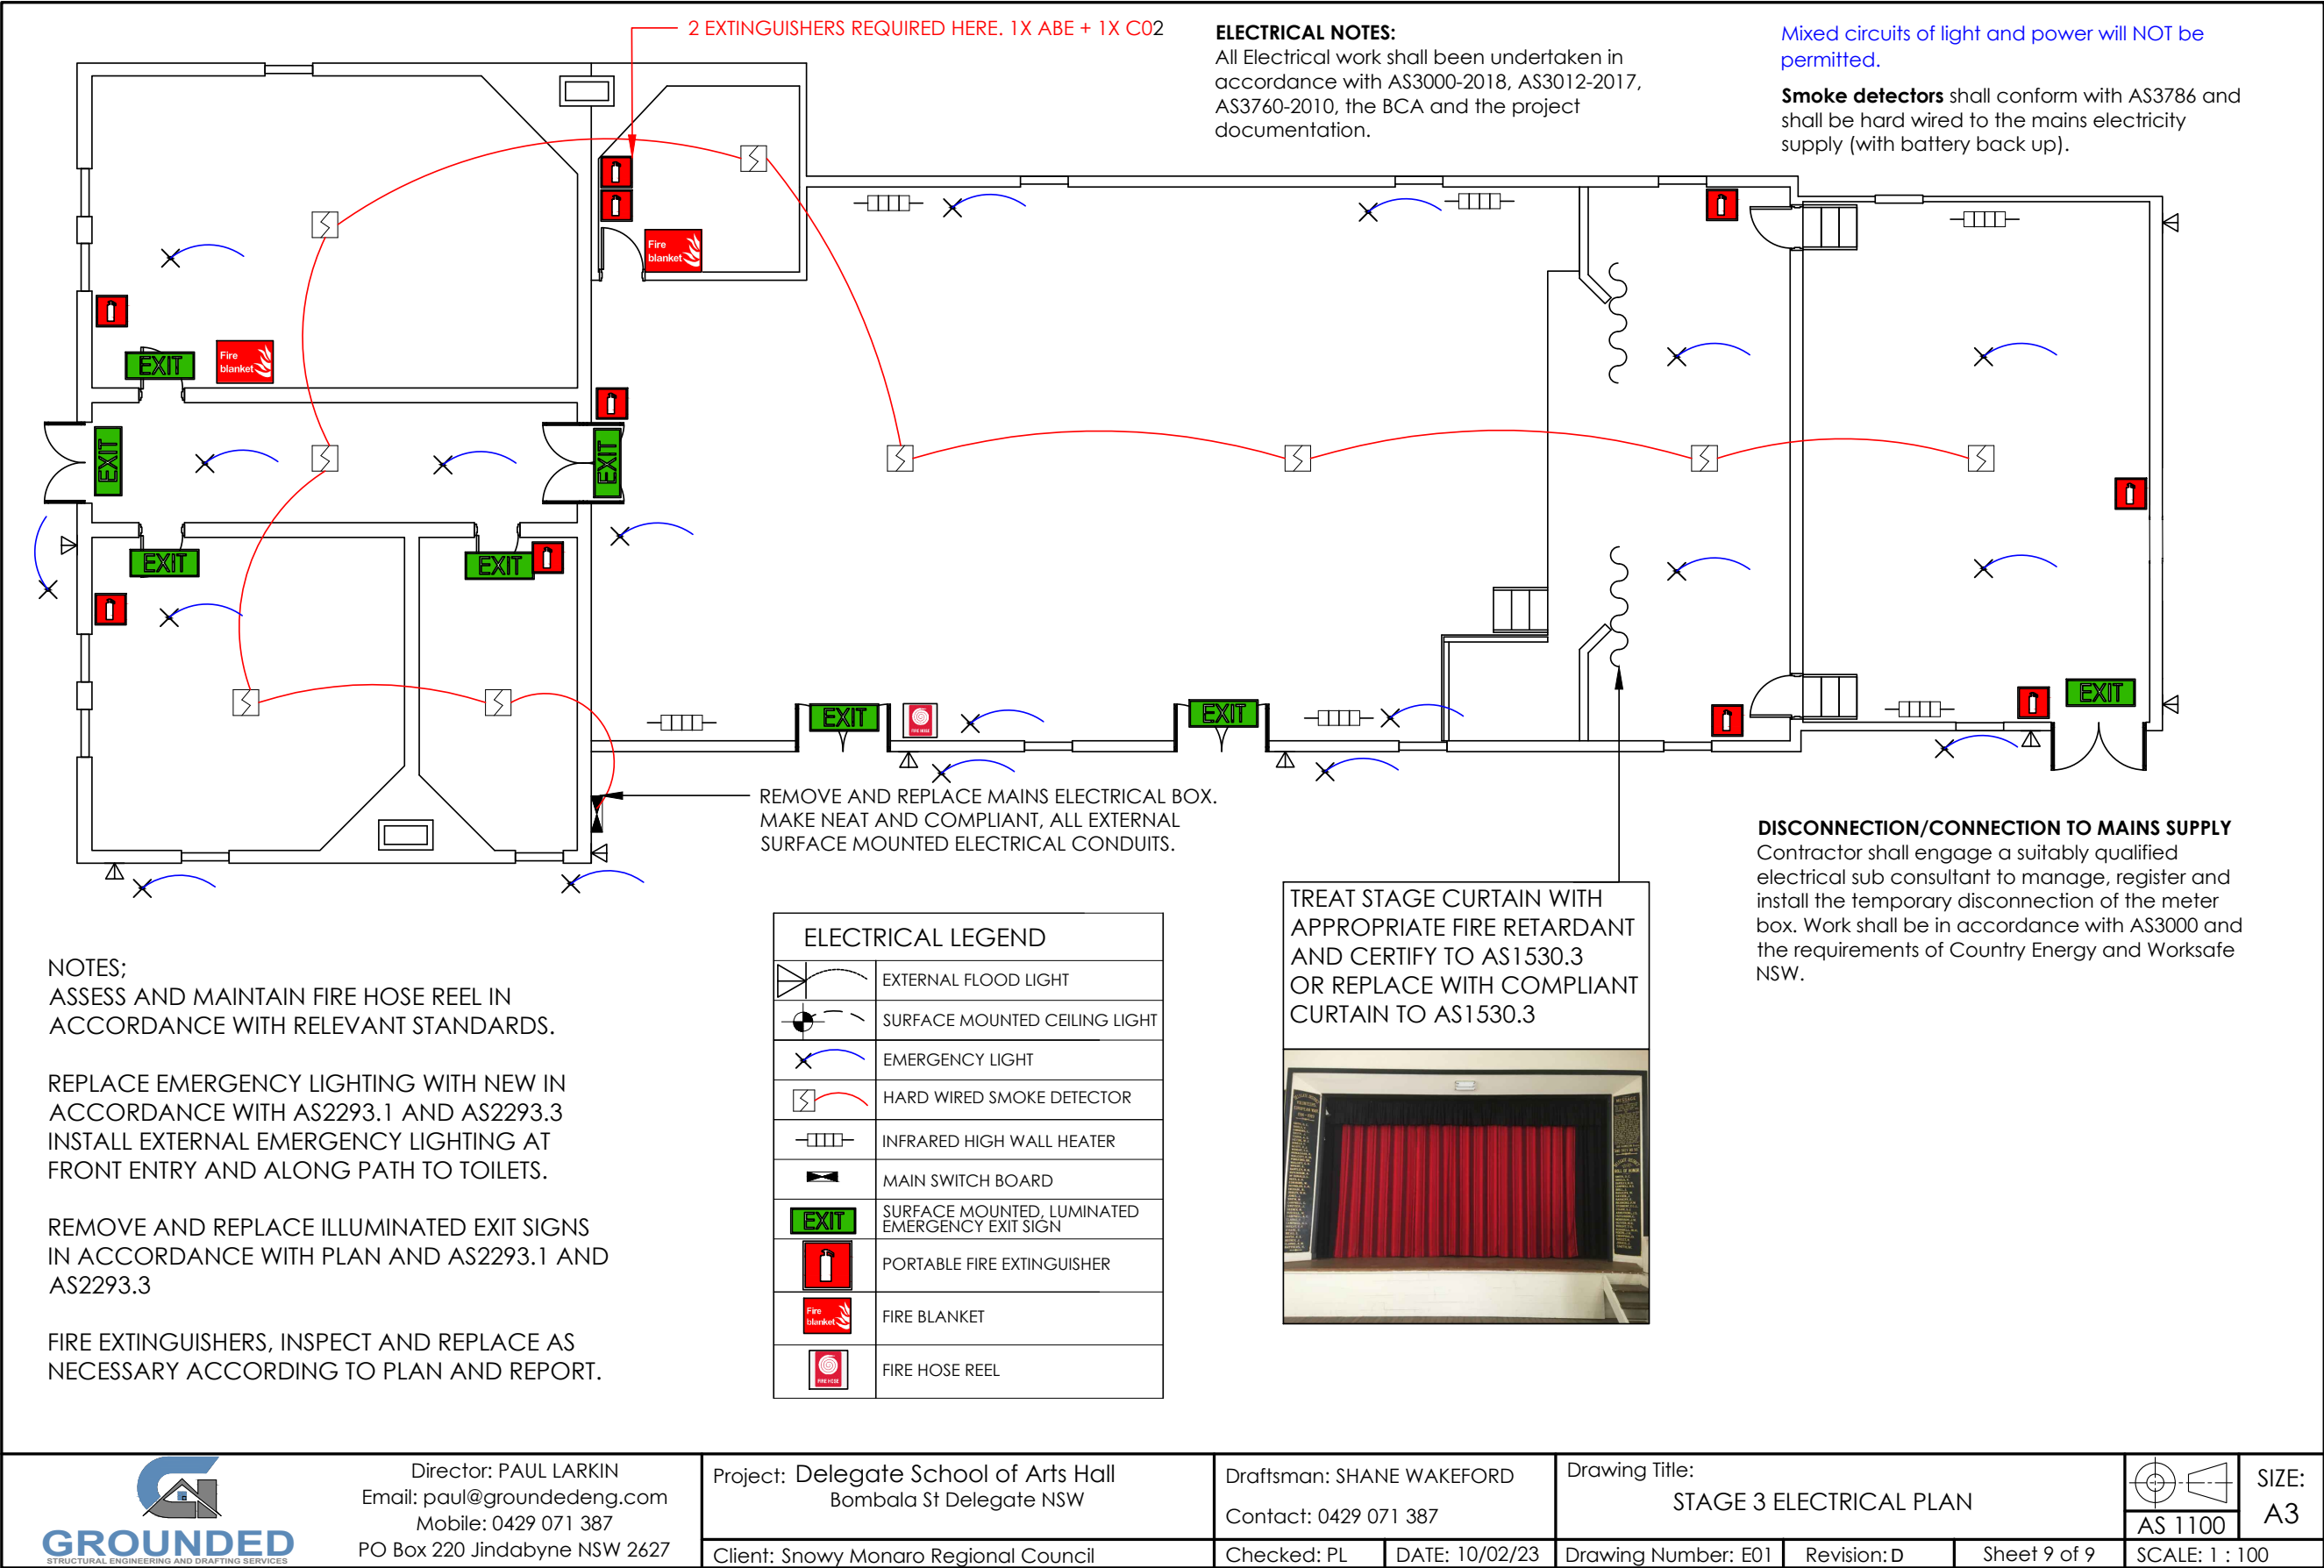 2 EXTINGUISHERS REQUIRED HERE. 1X ABE + 1X C02
ELECTRICAL NOTES:
All Electrical work shall been undertaken in
accordance with AS3000-2018, AS3012-2017,
AS3760-2010, the BCA and the project
documentation.
Mixed circuits of light and power will NOT be
permitted.
Smoke detectors shall conform with AS3786 and
shall be hard wired to the mains electricity
supply (with battery back up).
Fire
blanket
EXIT
Fire
blanket
EXIT
EXIT
EXIT
EXIT
EXIT
FIRE HOSE
EXIT
EXIT
REMOVE AND REPLACE MAINS ELECTRICAL BOX.
MAKE NEAT AND COMPLIANT, ALL EXTERNAL
SURFACE MOUNTED ELECTRICAL CONDUITS.
DISCONNECTION/CONNECTION TO MAINS SUPPLY
Contractor shall engage a suitably qualified
electrical sub consultant to manage, register and
install the temporary disconnection of the meter
box. Work shall be in accordance with AS3000 and
the requirements of Country Energy and Worksafe
NSW.
TREAT STAGE CURTAIN WITH
APPROPRIATE FIRE RETARDANT
AND CERTIFY TO AS1530.3
OR REPLACE WITH COMPLIANT
CURTAIN TO AS1530.3
NOTES;
ASSESS AND MAINTAIN FIRE HOSE REEL IN
ACCORDANCE WITH RELEVANT STANDARDS.
REPLACE EMERGENCY LIGHTING WITH NEW IN
ACCORDANCE WITH AS2293.1 AND AS2293.3
INSTALL EXTERNAL EMERGENCY LIGHTING AT
FRONT ENTRY AND ALONG PATH TO TOILETS.
REMOVE AND REPLACE ILLUMINATED EXIT SIGNS
IN ACCORDANCE WITH PLAN AND AS2293.1 AND
AS2293.3
FIRE EXTINGUISHERS, INSPECT AND REPLACE AS
NECESSARY ACCORDING TO PLAN AND REPORT.
ELECTRICAL LEGEND
EXTERNAL FLOOD LIGHT
SURFACE MOUNTED CEILING LIGHT
EMERGENCY LIGHT
HARD WIRED SMOKE DETECTOR
INFRARED HIGH WALL HEATER
MAIN SWITCH BOARD
EXIT
SURFACE MOUNTED, LUMINATED
EMERGENCY EXIT SIGN
PORTABLE FIRE EXTINGUISHER
Fire
blanket
FIRE BLANKET
FIRE HOSE
FIRE HOSE REEL
GROUNDED
STRUCTURAL ENGINEERING AND DRAFTING SERVICES
Director: PAUL LARKIN
Email: paul@groundedeng.com
Mobile: 0429 071 387
PO Box 220 Jindabyne NSW 2627
Project: Delegate School of Arts Hall
Bombala St Delegate NSW
Client: Snowy Monaro Regional Council
Draftsman: SHANE WAKEFORD
Contact: 0429 071 387
Checked: PL
DATE: 10/02/23
Drawing Title:
STAGE 3 ELECTRICAL PLAN
Drawing Number: E01
Revision: D
Sheet 9 of 9
AS 1100
SIZE:
A3
SCALE: 1 : 100